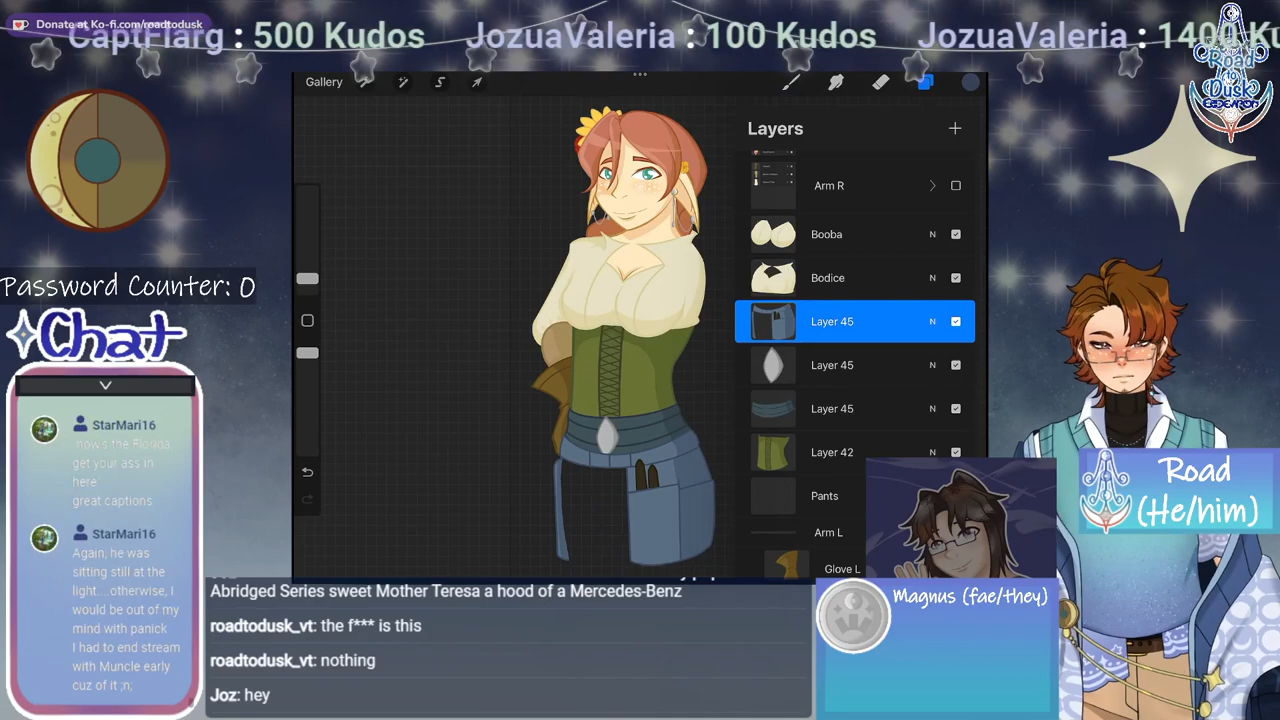 Donate at Ko-fi.com/roadtodusk
CaptFlarg : 500 Kudos JozuaValeria : 100 Kudos JozuaValeria : 1400 Ku
Road
to
Dusk
Gallery
Layers
Arm R
Booba N
Bodice N
Layer 45 N
Layer 45 N
Layer 45 N
Layer 42 N
Pants
Arm L
Glove L
Password Counter: 0
Chat
StarMari16
now's the Florida
get your ass in
here
great captions
StarMari16
Again, he was
sitting still at the
light....otherwise, I
would be out of my
mind with panick
I had to end stream
with Muncle early
cuz of it ;n;
Abridged Series sweet Mother Teresa a hood of a Mercedes-Benz
roadtodusk_vt: the f*** is this
roadtodusk_vt: nothing
Joz: hey
Magnus (fae/they)
Road
(He/him)